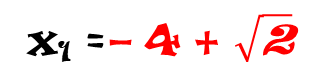 x₁ = - 4 + √2